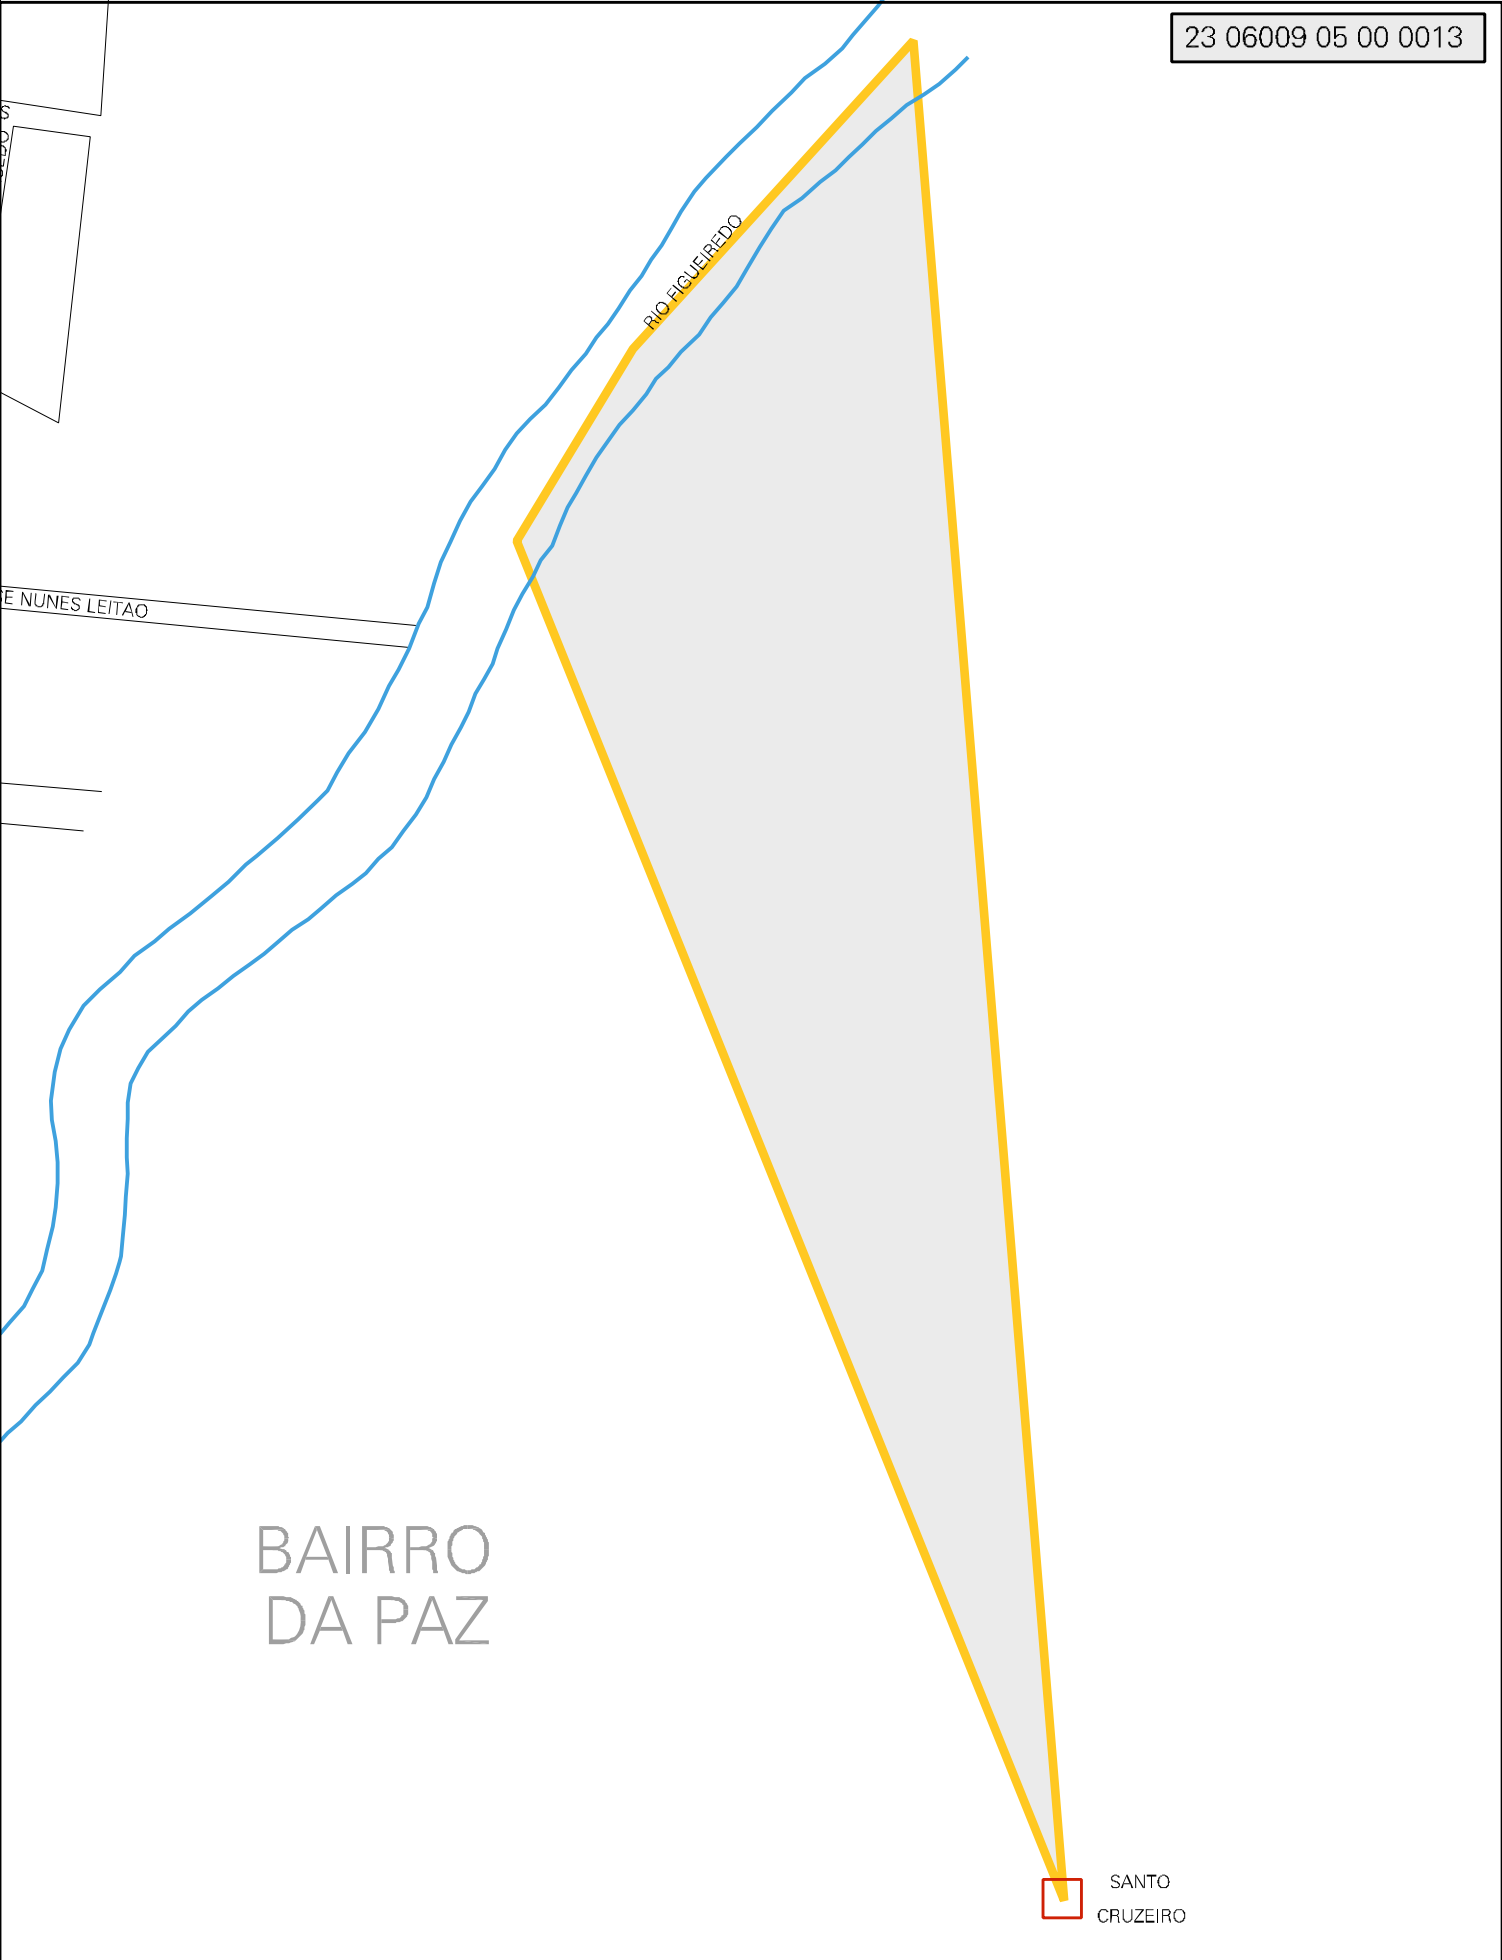 23 06009 05 00 0013
RIO FIGUEIREDO
NUNES LEITAO
BAIRRO
DA PAZ
SANTO
CRUZEIRO